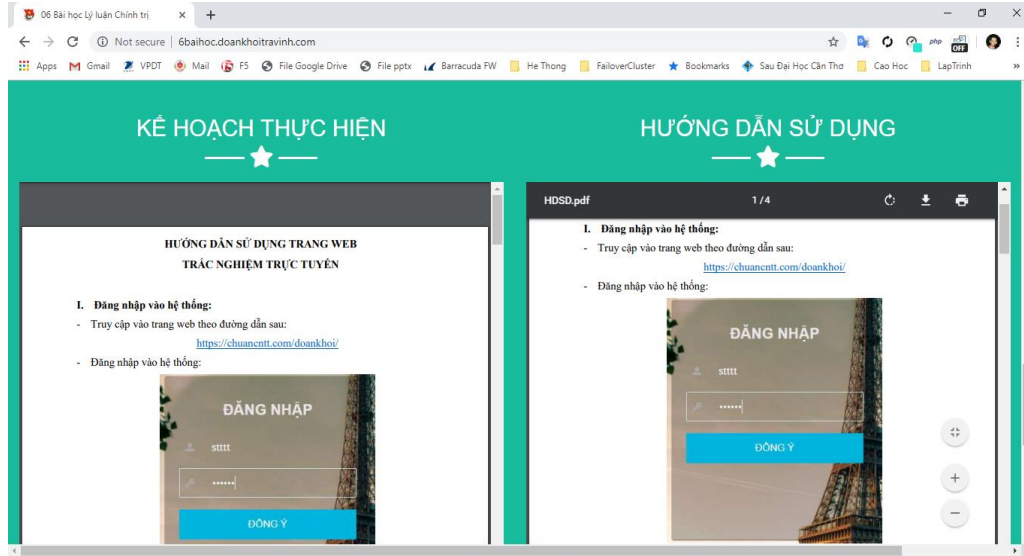 06 Bài học Lý luận Chính trị
Not secure | 6baihoc.doankhoitravinh.com
php
OFF
Apps Gmail VPDT Mail F5 File Google Drive File pptx Barracuda FW He Thong FailoverCluster Bookmarks Sau Đại Học Cần Thơ Cao Hoc LapTrinh »
KẾ HOẠCH THỰC HIỆN
HƯỚNG DẪN SỬ DỤNG TRANG WEB
TRẮC NGHIỆM TRỰC TUYẾN
I. Đăng nhập vào hệ thống:
- Truy cập vào trang web theo đường dẫn sau:
https://chuancntt.com/doankhoi/
- Đăng nhập vào hệ thống:
ĐĂNG NHẬP
stttt
••••••
ĐỒNG Ý
HƯỚNG DẪN SỬ DỤNG
HDSD.pdf 1 / 4
I. Đăng nhập vào hệ thống:
- Truy cập vào trang web theo đường dẫn sau:
https://chuancntt.com/doankhoi/
- Đăng nhập vào hệ thống:
ĐĂNG NHẬP
stttt
••••••
ĐỒNG Ý